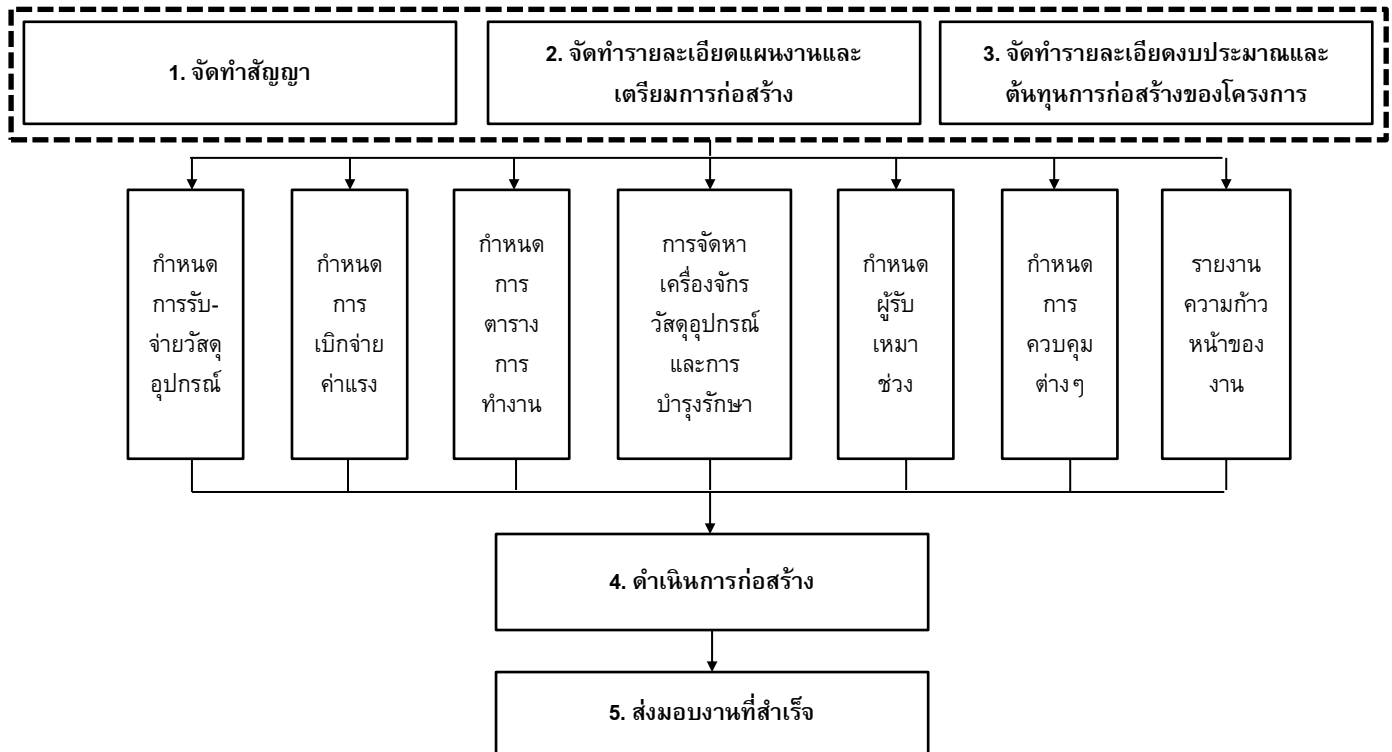 1. จัดทำสัญญา
2. จัดทำรายละเอียดแผนงานและ
เตรียมการก่อสร้าง
3. จัดทำรายละเอียดงบประมาณและ
ต้นทุนการก่อสร้างของโครงการ
กำหนด
การรับ-
จ่ายวัสดุ
อุปกรณ์
กำหนด
การ
เบิกจ่าย
ค่าแรง
กำหนด
การ
ตาราง
การ
ทำงาน
การจัดหา
เครื่องจักร
วัสดุอุปกรณ์
และการ
บำรุงรักษา
กำหนด
ผู้รับ
เหมา
ช่วง
กำหนด
การ
ควบคุม
ต่างๆ
รายงาน
ความก้าว
หน้าของ
งาน
4. ดำเนินการก่อสร้าง
5. ส่งมอบงานที่สำเร็จ